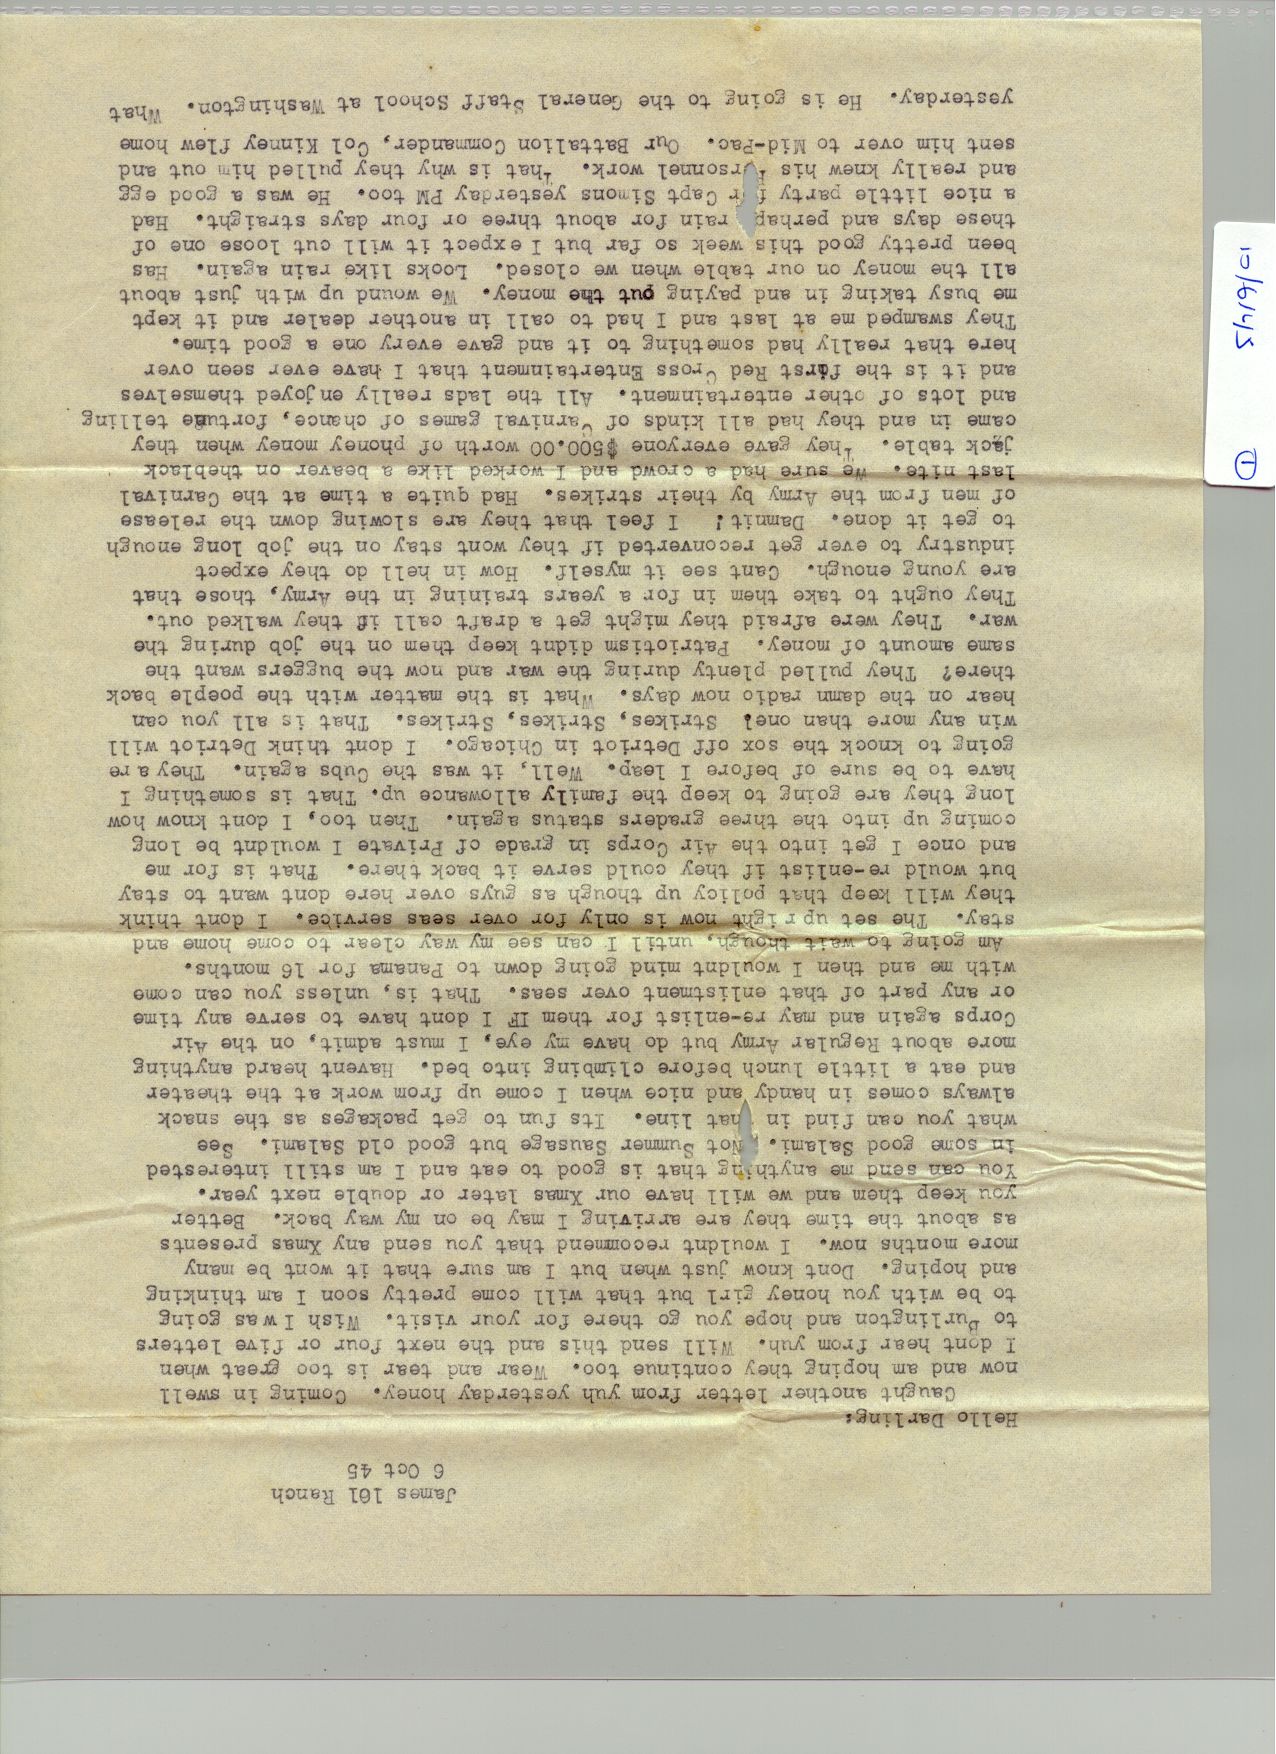 James 161 Ranch
6 Oct 45
Hello Darling:
Caught another letter from yuh yesterday honey. Coming in swell
now and am hoping they continue too. Wear and tear is too great when
I dont hear from yuh. Will send this and the next four or five letters
to Burlington and hope you go there for your visit. Wish I was going
to be with you honey girl but that will come pretty soon I am thinking
and hoping. Dont know just when but I am sure that it wont be many
more months now. I wouldnt recommend that you send any Xmas presents
as about the time they are arriving I may be on my way back. Better
you keep them and we will have our Xmas later or double next year.
You can send me anything that is good to eat and I am still interested
in some good Salami. Not Summer Sausage but good old Salami. See
what you can find in that line. Its fun to get packages as the snack
always comes in handy and nice when I come up from work at the theater
and eat a little lunch before climbing into bed. Havent heard anything
more about Regular Army but do have my eye, I must admit, on the Air
Corps again and may re-enlist for them IF I dont have to serve any time
or any part of that enlistment over seas. That is, unless you can come
with me and then I wouldnt mind going down to Panama for 16 months.
Am going to wait though, until I can see my way clear to come home and
stay. The set up right now is only for over seas service. I dont think
they will keep that policy up though as guys over here dont want to stay
but would re-enlist if they could serve it back there. That is for me
and once I get into the Air Corps in grade of Private I wouldnt be long
coming up into the three graders status again. Then too, I dont know how
long they are going to keep the family allowance up. That is something I
have to be sure of before I leap. Well, it was the Cubs again. They are
going to knock the sox off Detriot in Chicago. I dont think Detriot will
win any more than one! Strikes, Strikes, Strikes. That is all you can
hear on the damn radio now days. What is the matter with the poeple back
there? They pulled plenty during the war and now the buggers want the
same amount of money. Patriotism didnt keep them on the job during the
war. They were afraid they might get a draft call if they walked out.
They ought to take them in for a years training in the Army, those that
are young enough. Cant see it myself. How in hell do they expect
industry to ever get reconverted if they wont stay on the job long enough
to get it done. Damnit! I feel that they are slowing down the release
of men from the Army by their strikes. Had quite a time at the Carnival
last nite. We sure had a crowd and I worked like a beaver on theblack
jack table. They gave everyone $500.00 worth of phoney money when they
came in and they had all kinds of Carnival games of chance, fortune telling
and lots of other entertainment. All the lads really enjoyed themselves
and it is the first Red Cross Entertainment that I have ever seen over
here that really had something to it and gave every one a good time.
They swamped me at last and I had to call in another dealer and it kept
me busy taking in and paying out the money. We wound up with just about
all the money on our table when we closed. Looks like rain again. Has
been pretty good this week so far but I expect it will cut loose one of
these days and perhaps rain for about three or four days straight. Had
a nice little party for Capt Simons yesterday PM too. He was a good egg
and really knew his Personnel work. That is why they pulled him out and
sent him over to Mid-Pac. Our Battalion Commander, Col Kinney flew home
yesterday. He is going to the General Staff School at Washington. What
10/6/45
1